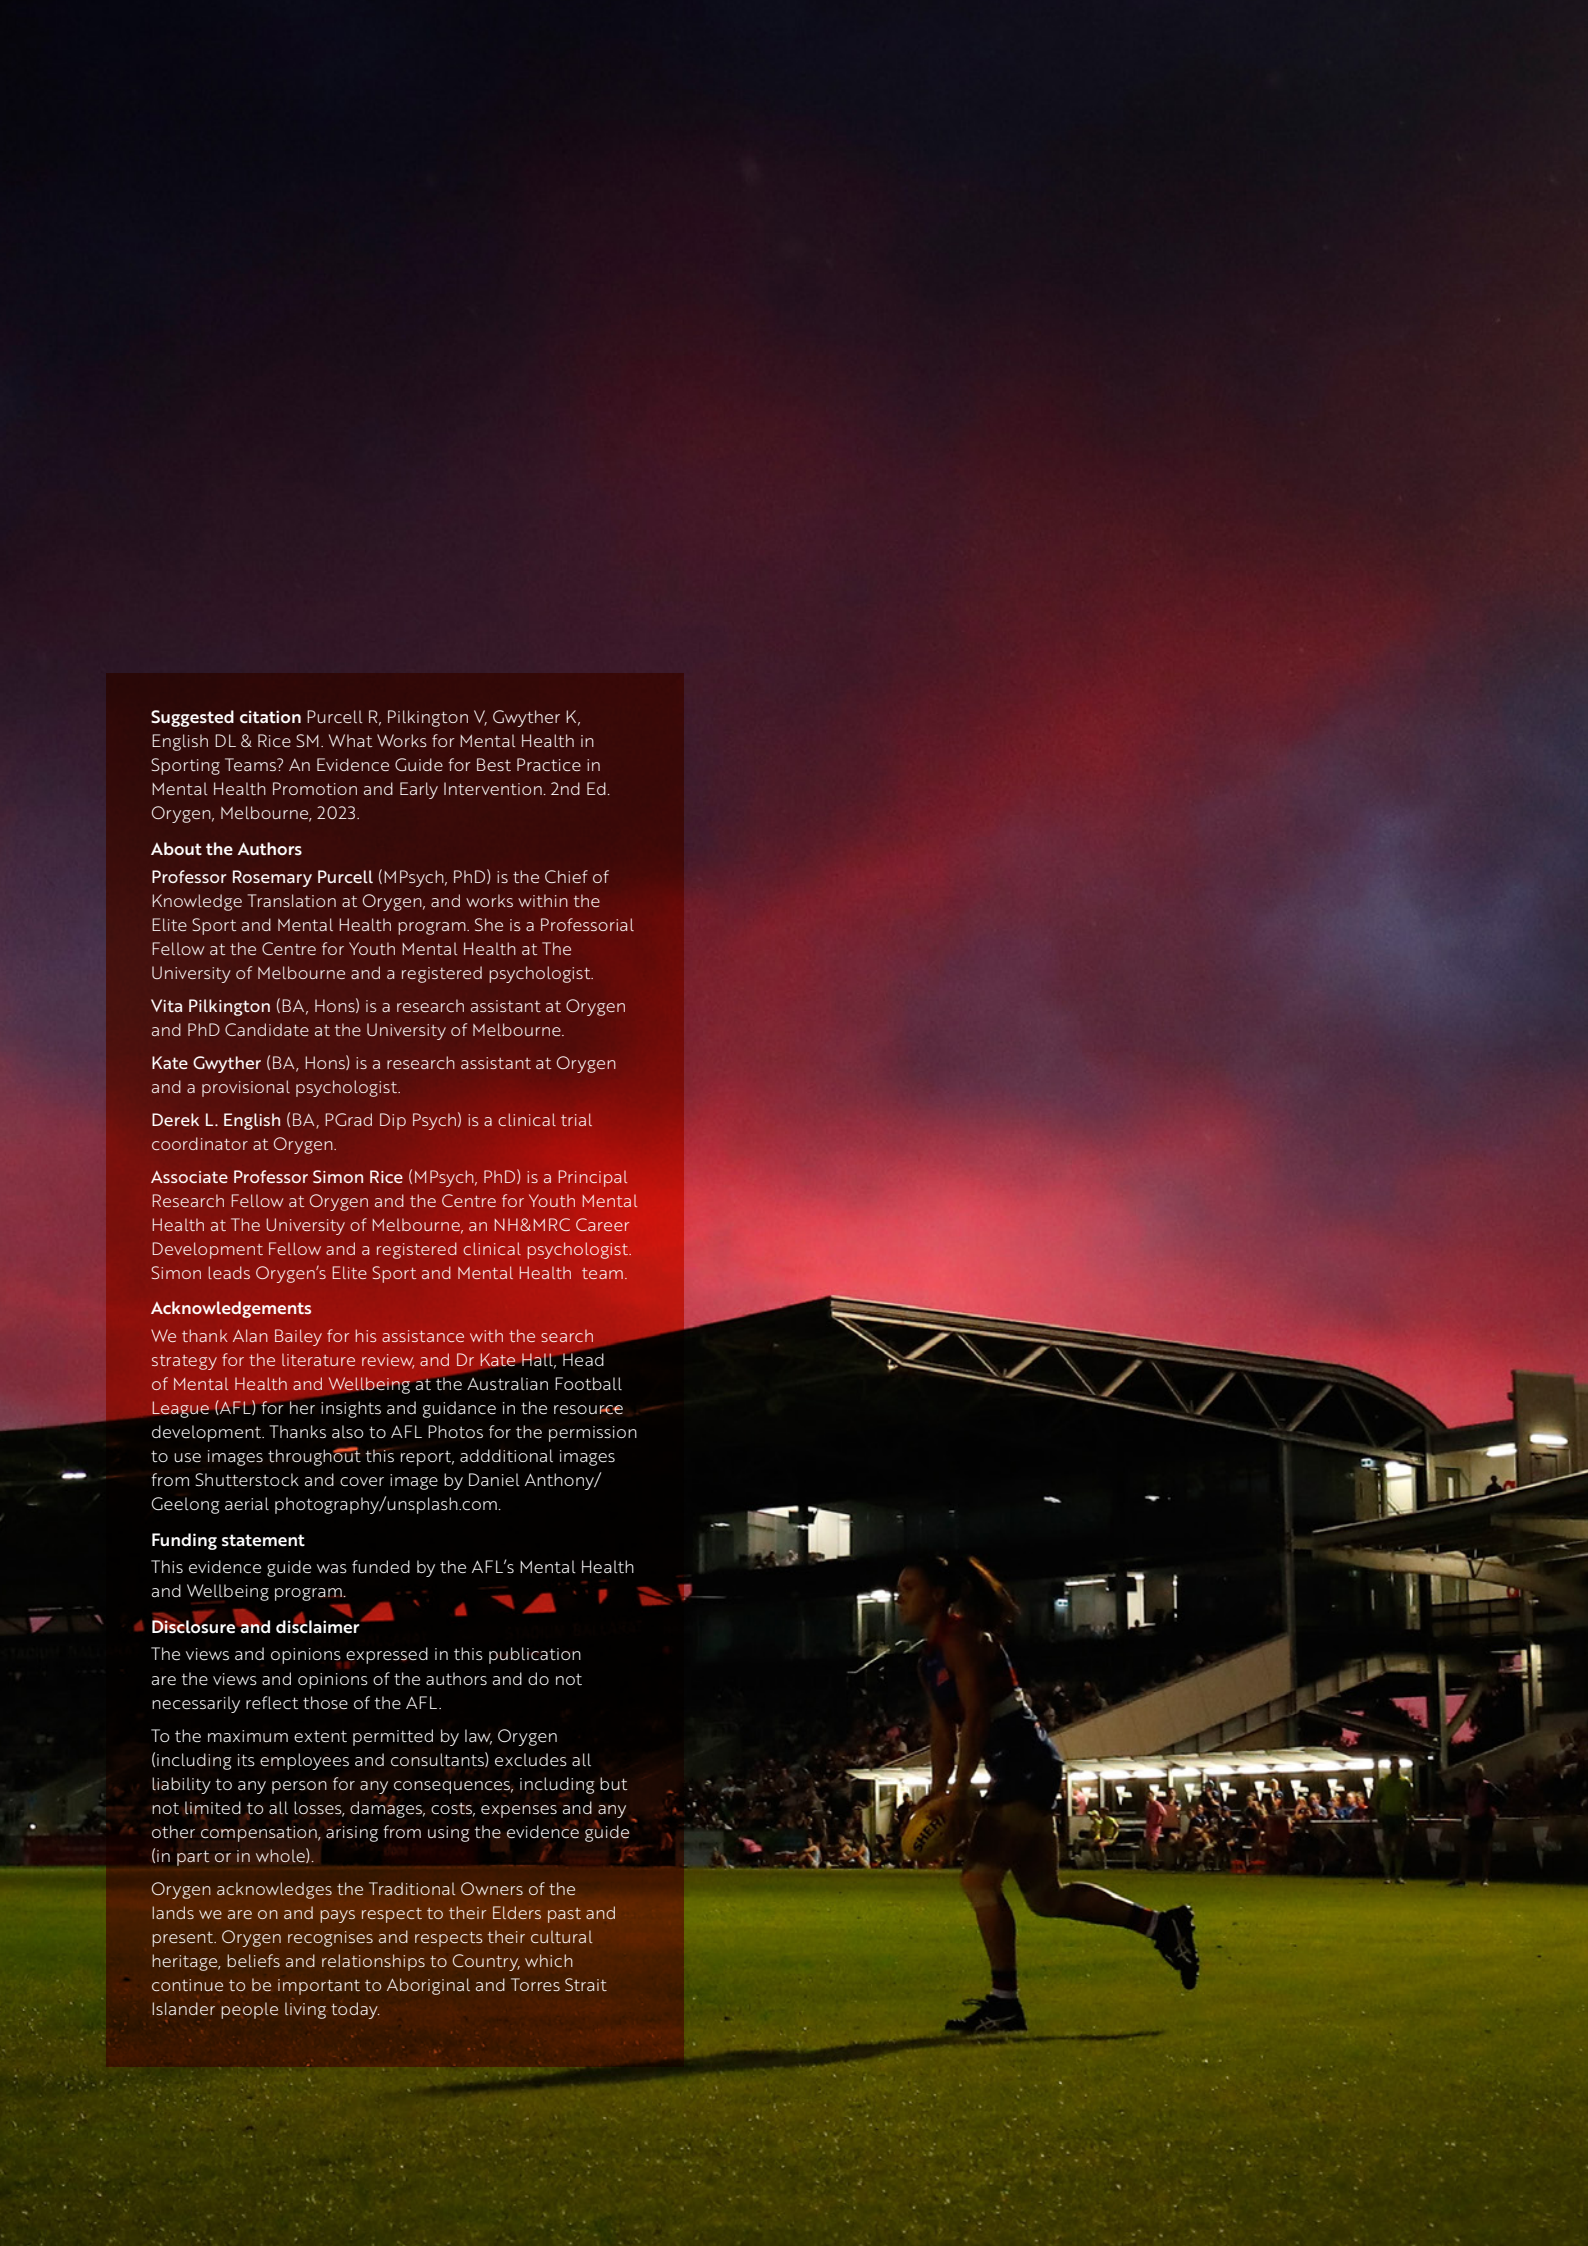 Suggested citation Purcell R, Pilkington V, Gwyther K,
English DL & Rice SM. What Works for Mental Health in
Sporting Teams? An Evidence Guide for Best Practice in
Mental Health Promotion and Early Intervention. 2nd Ed.
Orygen, Melbourne, 2023.
About the Authors
Professor Rosemary Purcell (MPsych, PhD) is the Chief of
Knowledge Translation at Orygen, and works within the
Elite Sport and Mental Health program. She is a Professorial
Fellow at the Centre for Youth Mental Health at The
University of Melbourne and a registered psychologist.
Vita Pilkington (BA, Hons) is a research assistant at Orygen
and PhD Candidate at the University of Melbourne.
Kate Gwyther (BA, Hons) is a research assistant at Orygen
and a provisional psychologist.
Derek L. English (BA, PGrad Dip Psych) is a clinical trial
coordinator at Orygen.
Associate Professor Simon Rice (MPsych, PhD) is a Principal
Research Fellow at Orygen and the Centre for Youth Mental
Health at The University of Melbourne, an NH&MRC Career
Development Fellow and a registered clinical psychologist.
Simon leads Orygen's Elite Sport and Mental Health  team.
Acknowledgements
We thank Alan Bailey for his assistance with the search
strategy for the literature review, and Dr Kate Hall, Head
of Mental Health and Wellbeing at the Australian Football
League (AFL) for her insights and guidance in the resource
development. Thanks also to AFL Photos for the permission
to use images throughout this report, addditional images
from Shutterstock and cover image by Daniel Anthony/
Geelong aerial photography/unsplash.com.
Funding statement
This evidence guide was funded by the AFL's Mental Health
and Wellbeing program.
Disclosure and disclaimer
The views and opinions expressed in this publication
are the views and opinions of the authors and do not
necessarily reflect those of the AFL.
To the maximum extent permitted by law, Orygen
(including its employees and consultants) excludes all
liability to any person for any consequences, including but
not limited to all losses, damages, costs, expenses and any
other compensation, arising from using the evidence guide
(in part or in whole).
Orygen acknowledges the Traditional Owners of the
lands we are on and pays respect to their Elders past and
present. Orygen recognises and respects their cultural
heritage, beliefs and relationships to Country, which
continue to be important to Aboriginal and Torres Strait
Islander people living today.